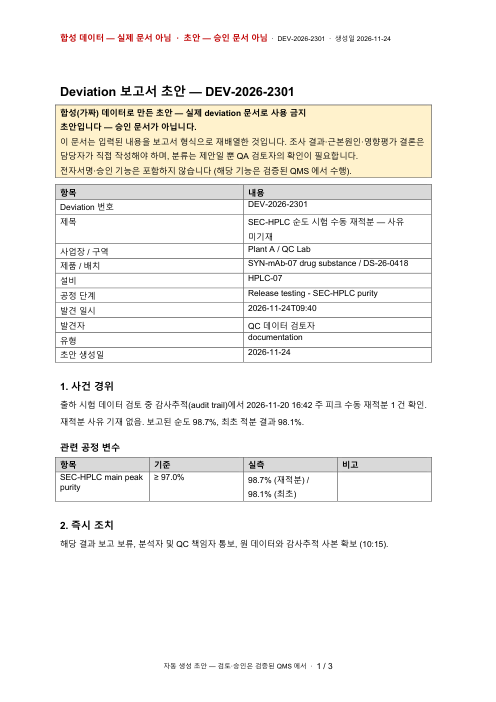 합성 데이터 — 실제 문서 아님 · 초안 — 승인 문서가 아님 · DEV-2026-2301 · 생성일 2026-11-24
Deviation 보고서 초안 — DEV-2026-2301
합성(가짜) 데이터로 만든 초안 — 실제 deviation 문서로 사용 금지
초안입니다 — 승인 문서가 아닙니다.
이 문서는 입력된 내용을 보고서 형식으로 재배열한 것입니다. 조사 결과·근본원인·영향평가 결론은
담당자가 직접 작성해야 하며, 분류는 제안일 뿐 QA 검토자의 확인이 필요합니다.
전자서명·승인 기능은 포함하지 않습니다 (해당 기능은 검증된 QMS 에서 수행).
항목 내용
Deviation 번호 DEV-2026-2301
제목 SEC-HPLC 순도 시험 수동 재적분 — 사유
미기재
사업장 / 구역 Plant A / QC Lab
제품 / 배치 SYN-mAb-07 drug substance / DS-26-0418
설비 HPLC-07
공정 단계 Release testing - SEC-HPLC purity
발견 일시 2026-11-24T09:40
발견자 QC 데이터 검토자
유형 documentation
초안 생성일 2026-11-24
1. 사건 경위
출하 시험 데이터 검토 중 감사추적(audit trail)에서 2026-11-20 16:42 주 피크 수동 재적분 1 건 확인.
재적분 사유 기재 없음. 보고된 순도 98.7%, 최초 적분 결과 98.1%.
관련 공정 변수
항목 기준 실측 비고
SEC-HPLC main peak ≥ 97.0% 98.7% (재적분) /
purity 98.1% (최초)
2. 즉시 조치
해당 결과 보고 보류, 분석자 및 QC 책임자 통보, 원 데이터와 감사추적 사본 확보 (10:15).
자동 생성 초안 — 검토·승인은 검증된 QMS 에서 · 1 / 3